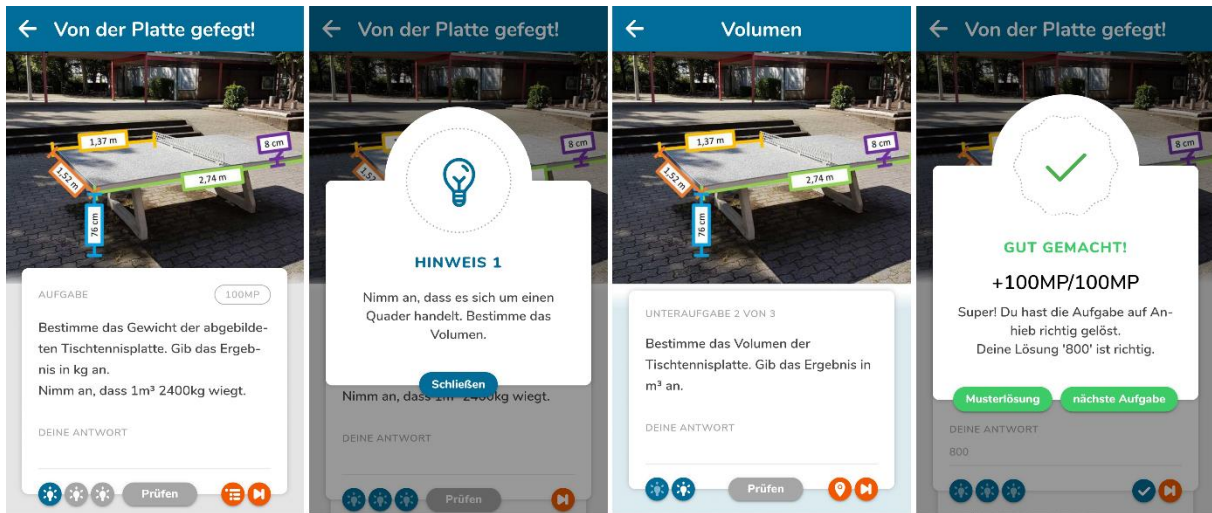 Von der Platte gefegt!
1,37 m
8 cm
1,52 m
2,74 m
76 cm
AUFGABE
100MP
Bestimme das Gewicht der abgebilde-
ten Tischtennisplatte. Gib das Ergeb-
nis in kg an.
Nimm an, dass 1m³ 2400kg wiegt.
DEINE ANTWORT
Prüfen
Von der Platte gefegt!
8 cm
HINWEIS 1
Nimm an, dass es sich um einen
Quader handelt. Bestimme das
Volumen.
Schließen
Nimm an, dass 1m³ 2400kg wiegt.
DEINE ANTWORT
Prüfen
Volumen
1,37 m
8 cm
1,52 m
2,74 m
76 cm
UNTERAUFGABE 2 VON 3
Bestimme das Volumen der
Tischtennisplatte. Gib das Ergebnis in
m³ an.
DEINE ANTWORT
Prüfen
Von der Platte gefegt!
8 cm
GUT GEMACHT!
+100MP/100MP
Super! Du hast die Aufgabe auf An-
hieb richtig gelöst.
Deine Lösung '800' ist richtig.
Musterlösung
nächste Aufgabe
DEINE ANTWORT
800